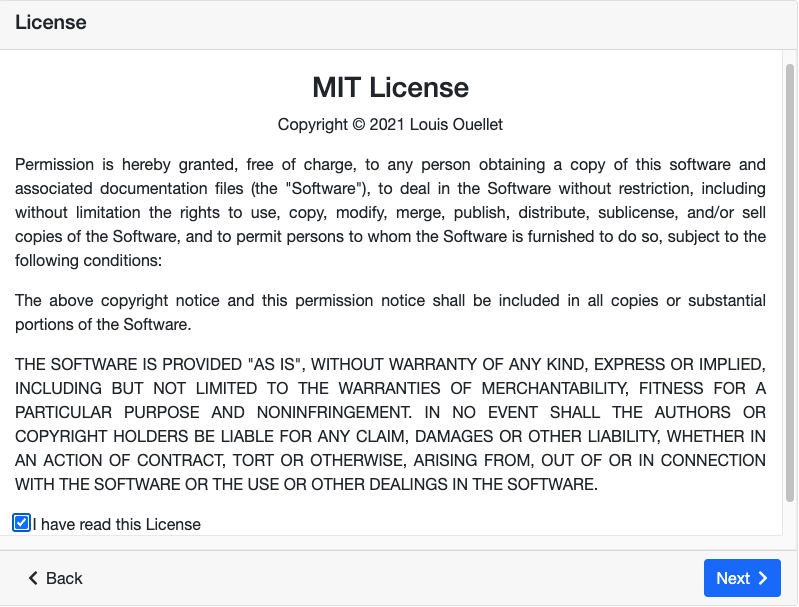 License
MIT License
Copyright © 2021 Louis Ouellet
Permission is hereby granted, free of charge, to any person obtaining a copy of this software and
associated documentation files (the "Software"), to deal in the Software without restriction, including
without limitation the rights to use, copy, modify, merge, publish, distribute, sublicense, and/or sell
copies of the Software, and to permit persons to whom the Software is furnished to do so, subject to the
following conditions:
The above copyright notice and this permission notice shall be included in all copies or substantial
portions of the Software.
THE SOFTWARE IS PROVIDED "AS IS", WITHOUT WARRANTY OF ANY KIND, EXPRESS OR IMPLIED,
INCLUDING BUT NOT LIMITED TO THE WARRANTIES OF MERCHANTABILITY, FITNESS FOR A
PARTICULAR PURPOSE AND NONINFRINGEMENT. IN NO EVENT SHALL THE AUTHORS OR
COPYRIGHT HOLDERS BE LIABLE FOR ANY CLAIM, DAMAGES OR OTHER LIABILITY, WHETHER IN
AN ACTION OF CONTRACT, TORT OR OTHERWISE, ARISING FROM, OUT OF OR IN CONNECTION
WITH THE SOFTWARE OR THE USE OR OTHER DEALINGS IN THE SOFTWARE.
I have read this License
Back
Next